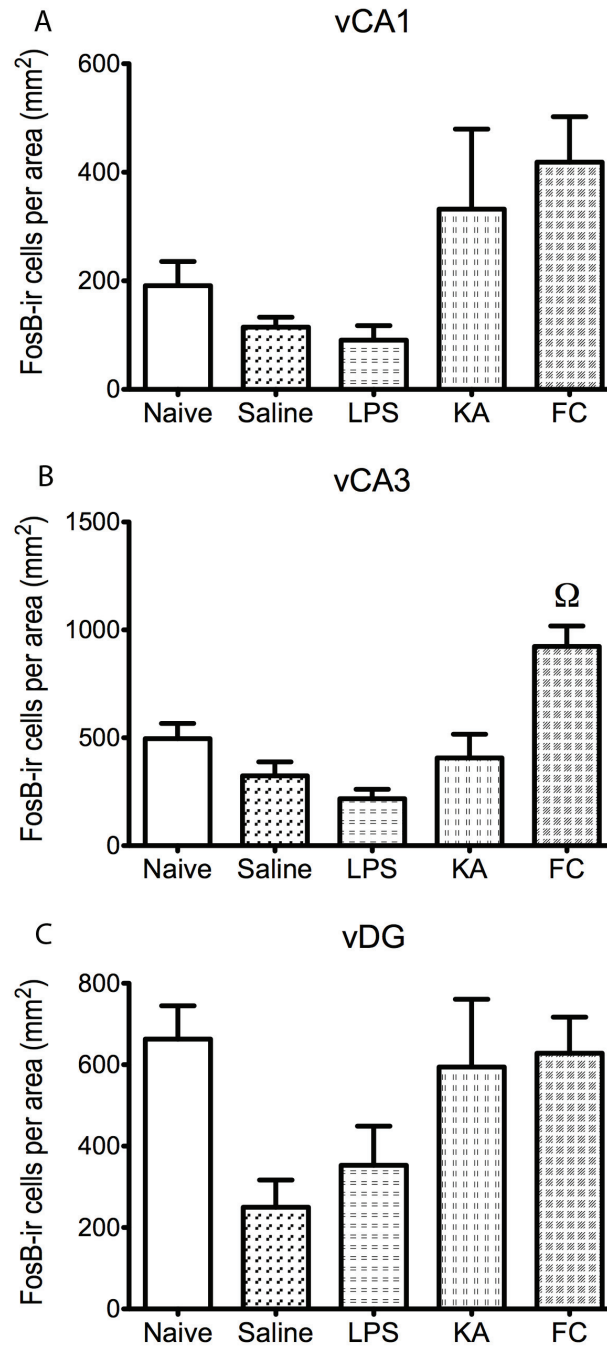 A
vCA1
FosB-ir cells per area (mm²)
600
400
200
0
Naive Saline LPS KA FC
B
vCA3
FosB-ir cells per area (mm²)
1500
1000
500
0
Ω
Naive Saline LPS KA FC
C
vDG
FosB-ir cells per area (mm²)
800
600
400
200
0
Naive Saline LPS KA FC